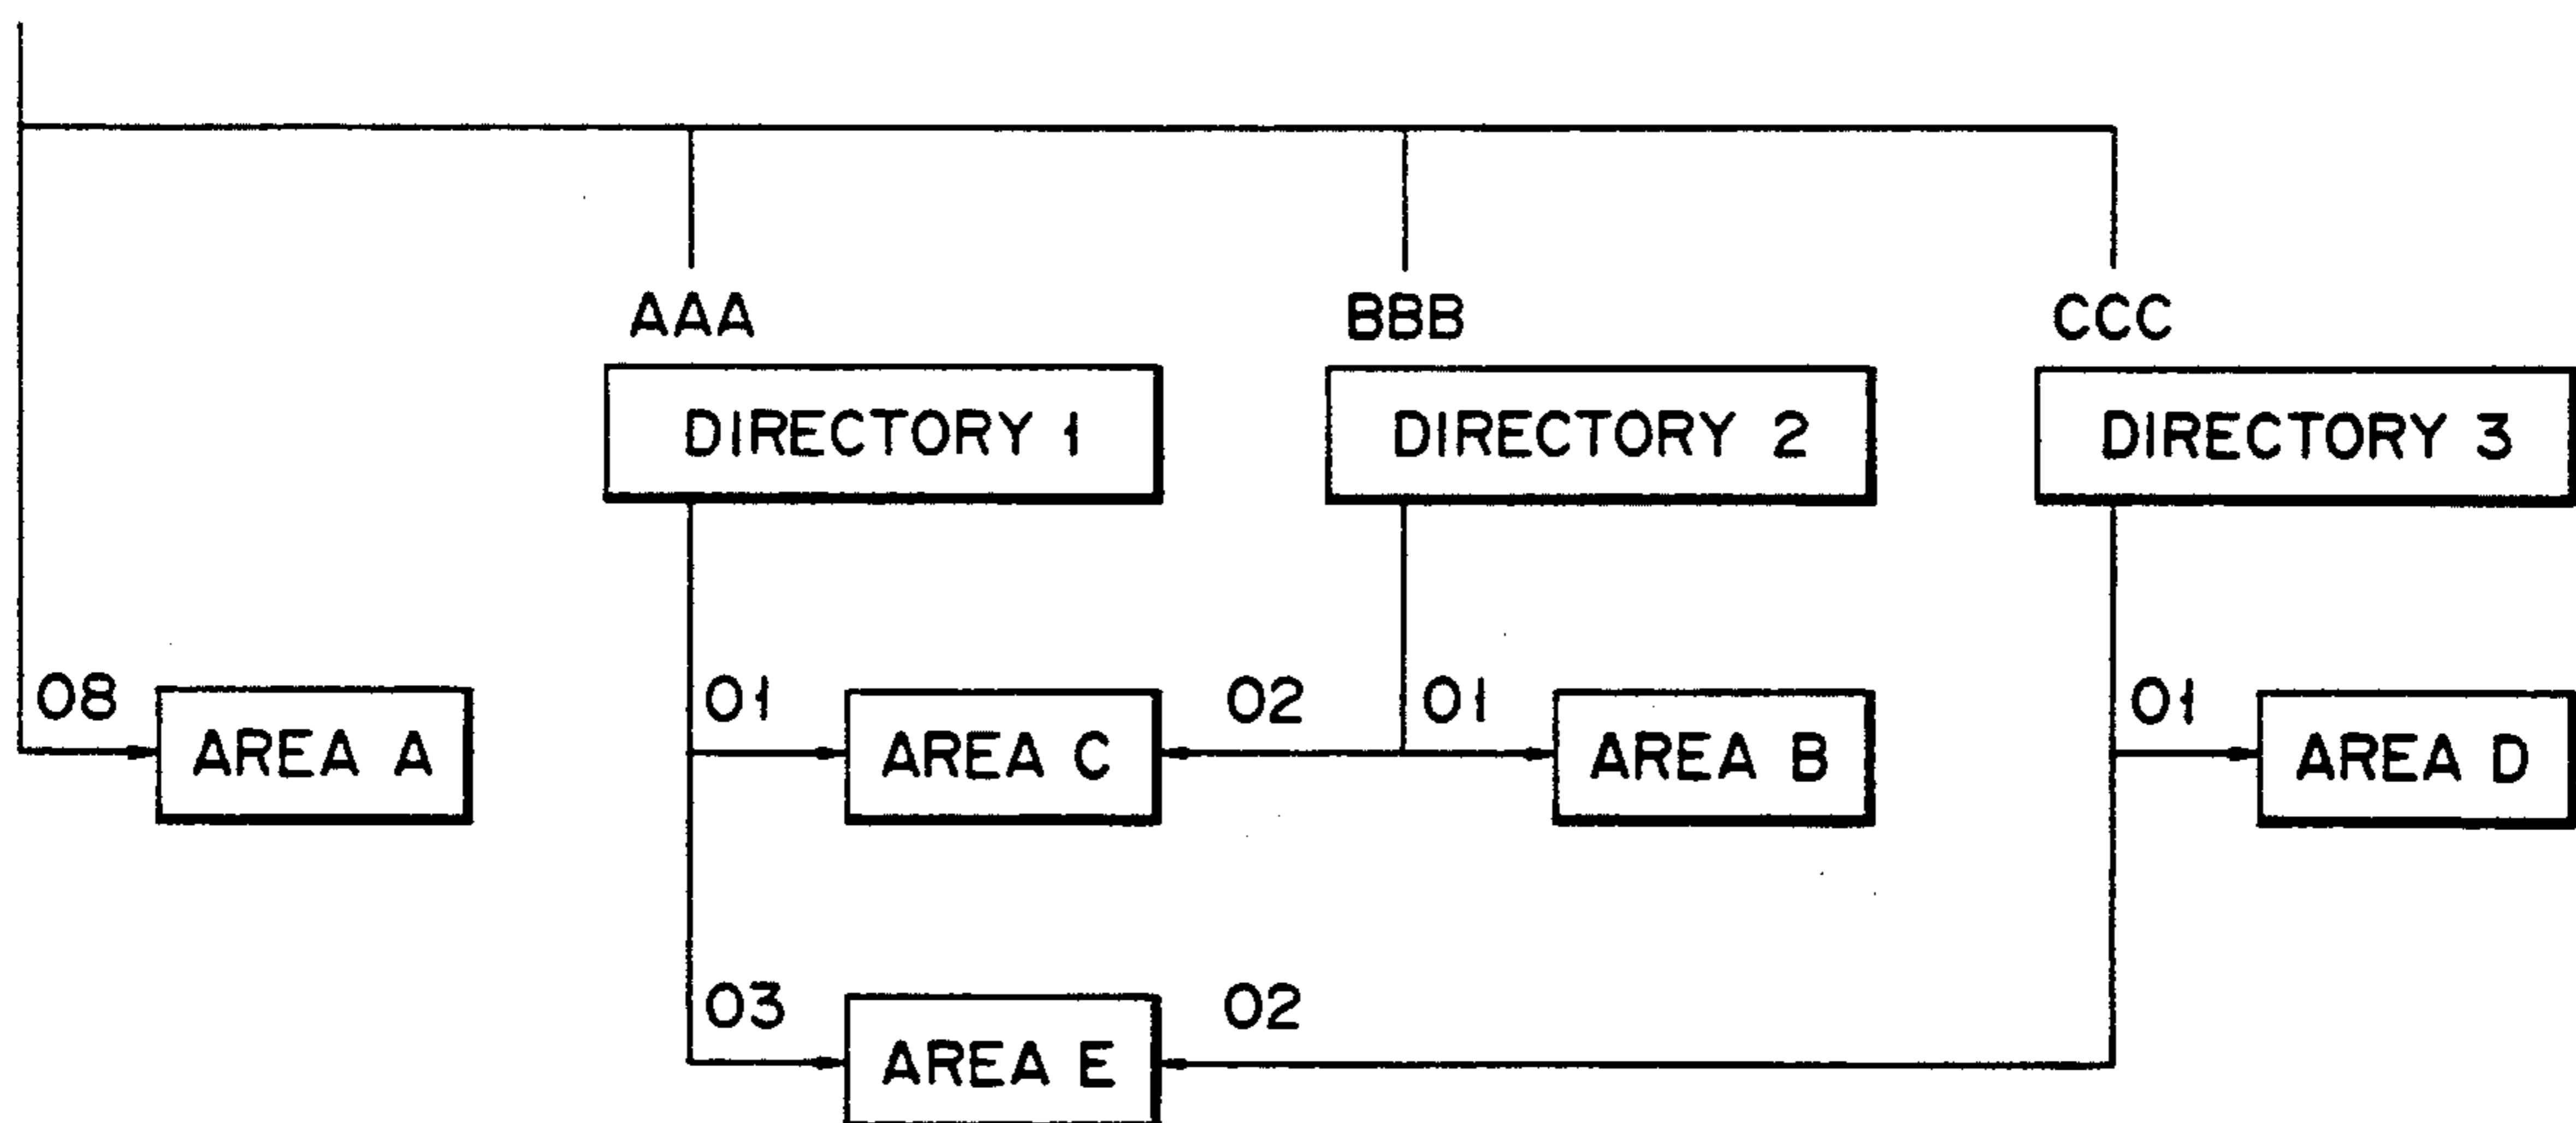 AAA BBB CCC
DIRECTORY 1 DIRECTORY 2 DIRECTORY 3
08 01 02 01 01
AREA A AREA C AREA B AREA D
03 02
AREA E